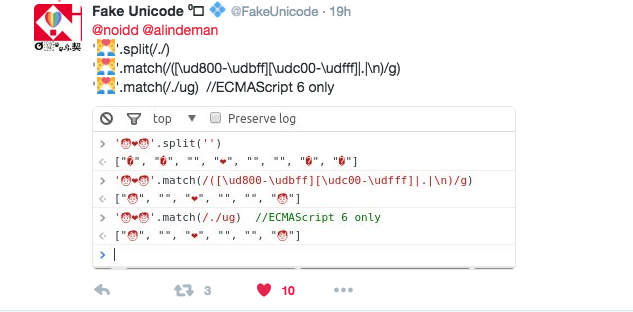 Fake Unicode ⁰⎕ 💠 @FakeUnicode · 19h
@noidd @alindeman
'👩‍❤️‍👩'.split(/./)
'👩‍❤️‍👩'.match(/([\ud800-\udbff][\udc00-\udfff]|.|\n)/g)
'👩‍❤️‍👩'.match(/./ug) //ECMAScript 6 only
top ▼ Preserve log
> '👩❤👩'.split('')
["�", "�", "", "❤", "", "", "�", "�"]
> '👩❤👩'.match(/([\ud800-\udbff][\udc00-\udfff]|.|\n)/g)
["👩", "", "❤", "", "", "👩"]
> '👩❤👩'.match(/./ug) //ECMAScript 6 only
["👩", "", "❤", "", "", "👩"]
>
3 10